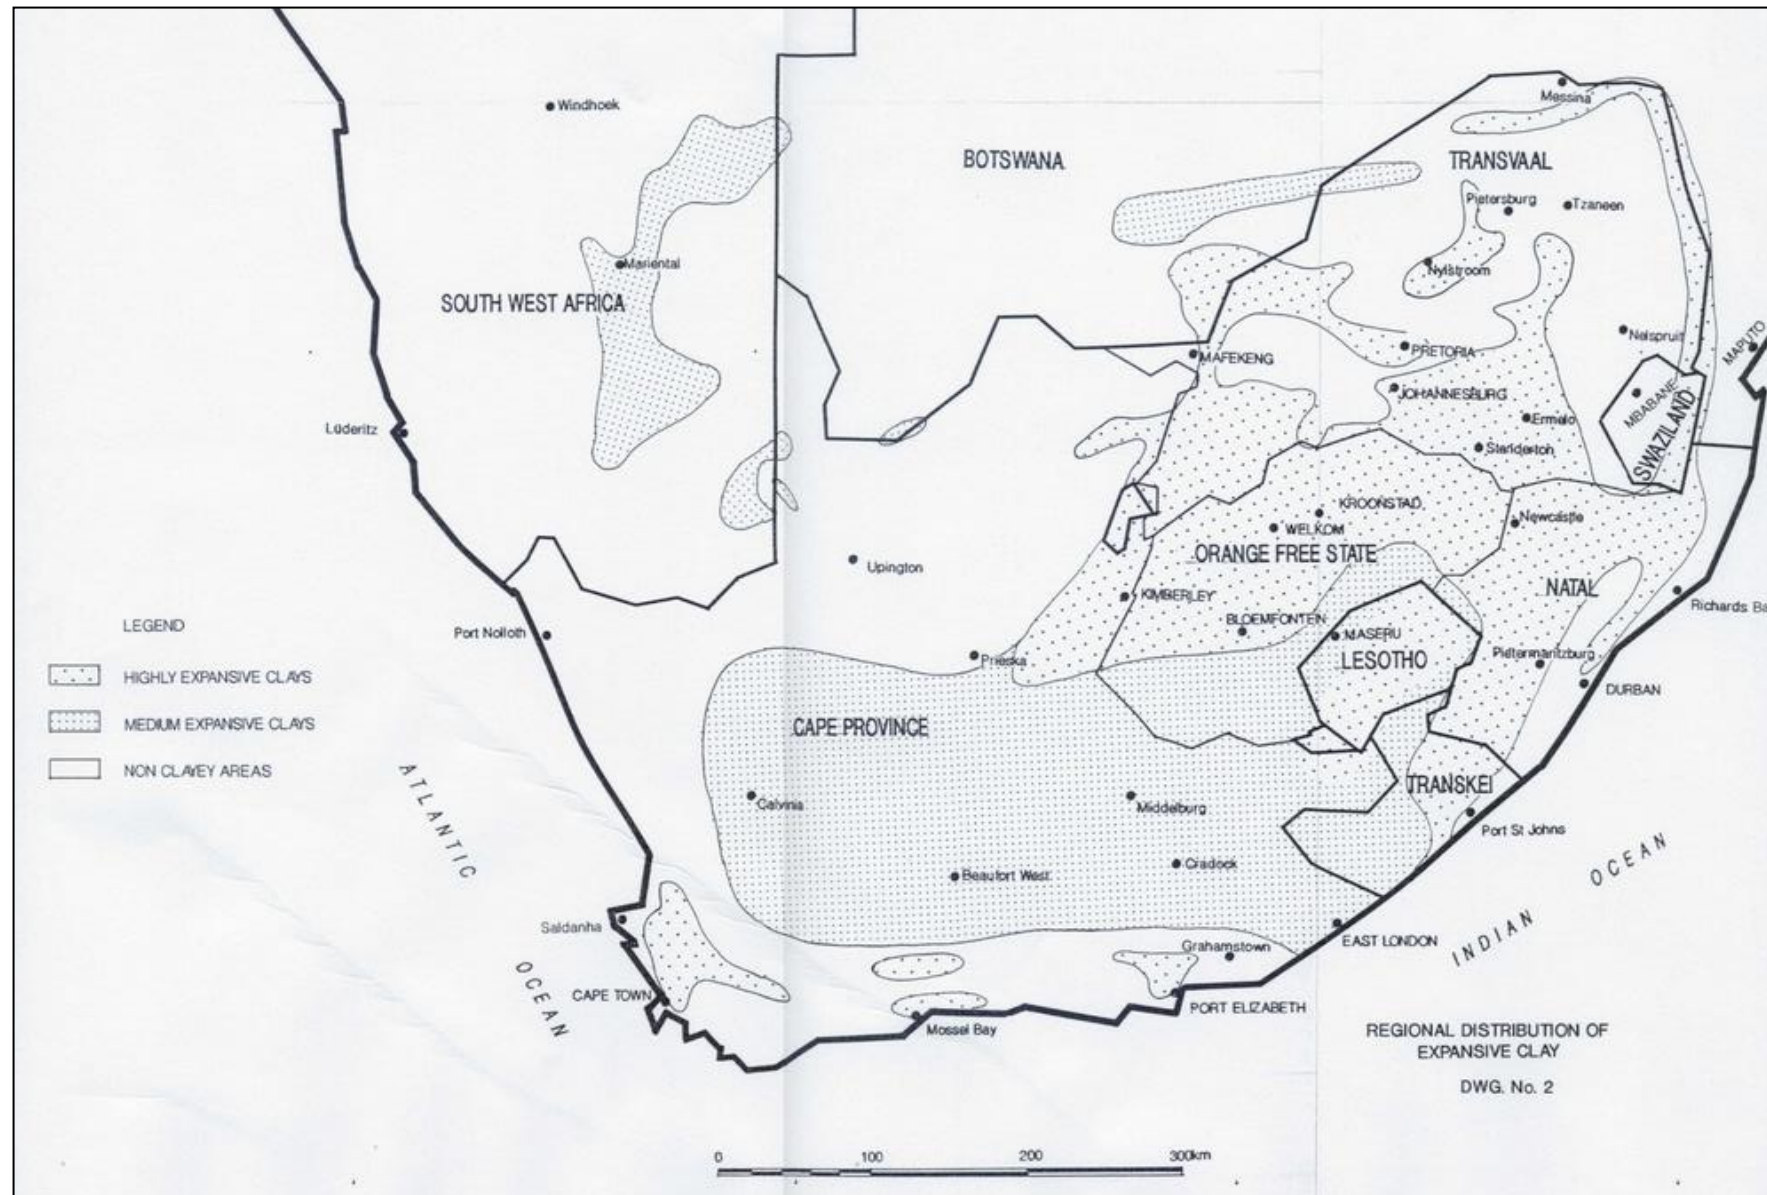 Windhoek
Messina
BOTSWANA
TRANSVAAL
Pietersburg
Tzaneen
Mariental
Nylstroom
SOUTH WEST AFRICA
Nelspruit
MAPUTO
MAFEKENG
PRETORIA
JOHANNESBURG
MBABANE
SWAZILAND
Ermelo
Lüderitz
Standerton
KROONSTAD
Newcastle
WELKOM
ORANGE FREE STATE
Upington
NATAL
KIMBERLEY
Richards Ba
BLOEMFONTEIN
LEGEND
Port Nolloth
MASERU
Prieska
LESOTHO
Pietermaritzburg
HIGHLY EXPANSIVE CLAYS
DURBAN
MEDIUM EXPANSIVE CLAYS
CAPE PROVINCE
NON CLAYEY AREAS
TRANSKEI
Calvinia
Middelburg
Port St Johns
ATLANTIC
OCEAN
Cradock
Beaufort West
INDIAN OCEAN
Saldanha
EAST LONDON
Grahamstown
CAPE TOWN
PORT ELIZABETH
Mossel Bay
REGIONAL DISTRIBUTION OF
EXPANSIVE CLAY
DWG. No. 2
0 100 200 300km